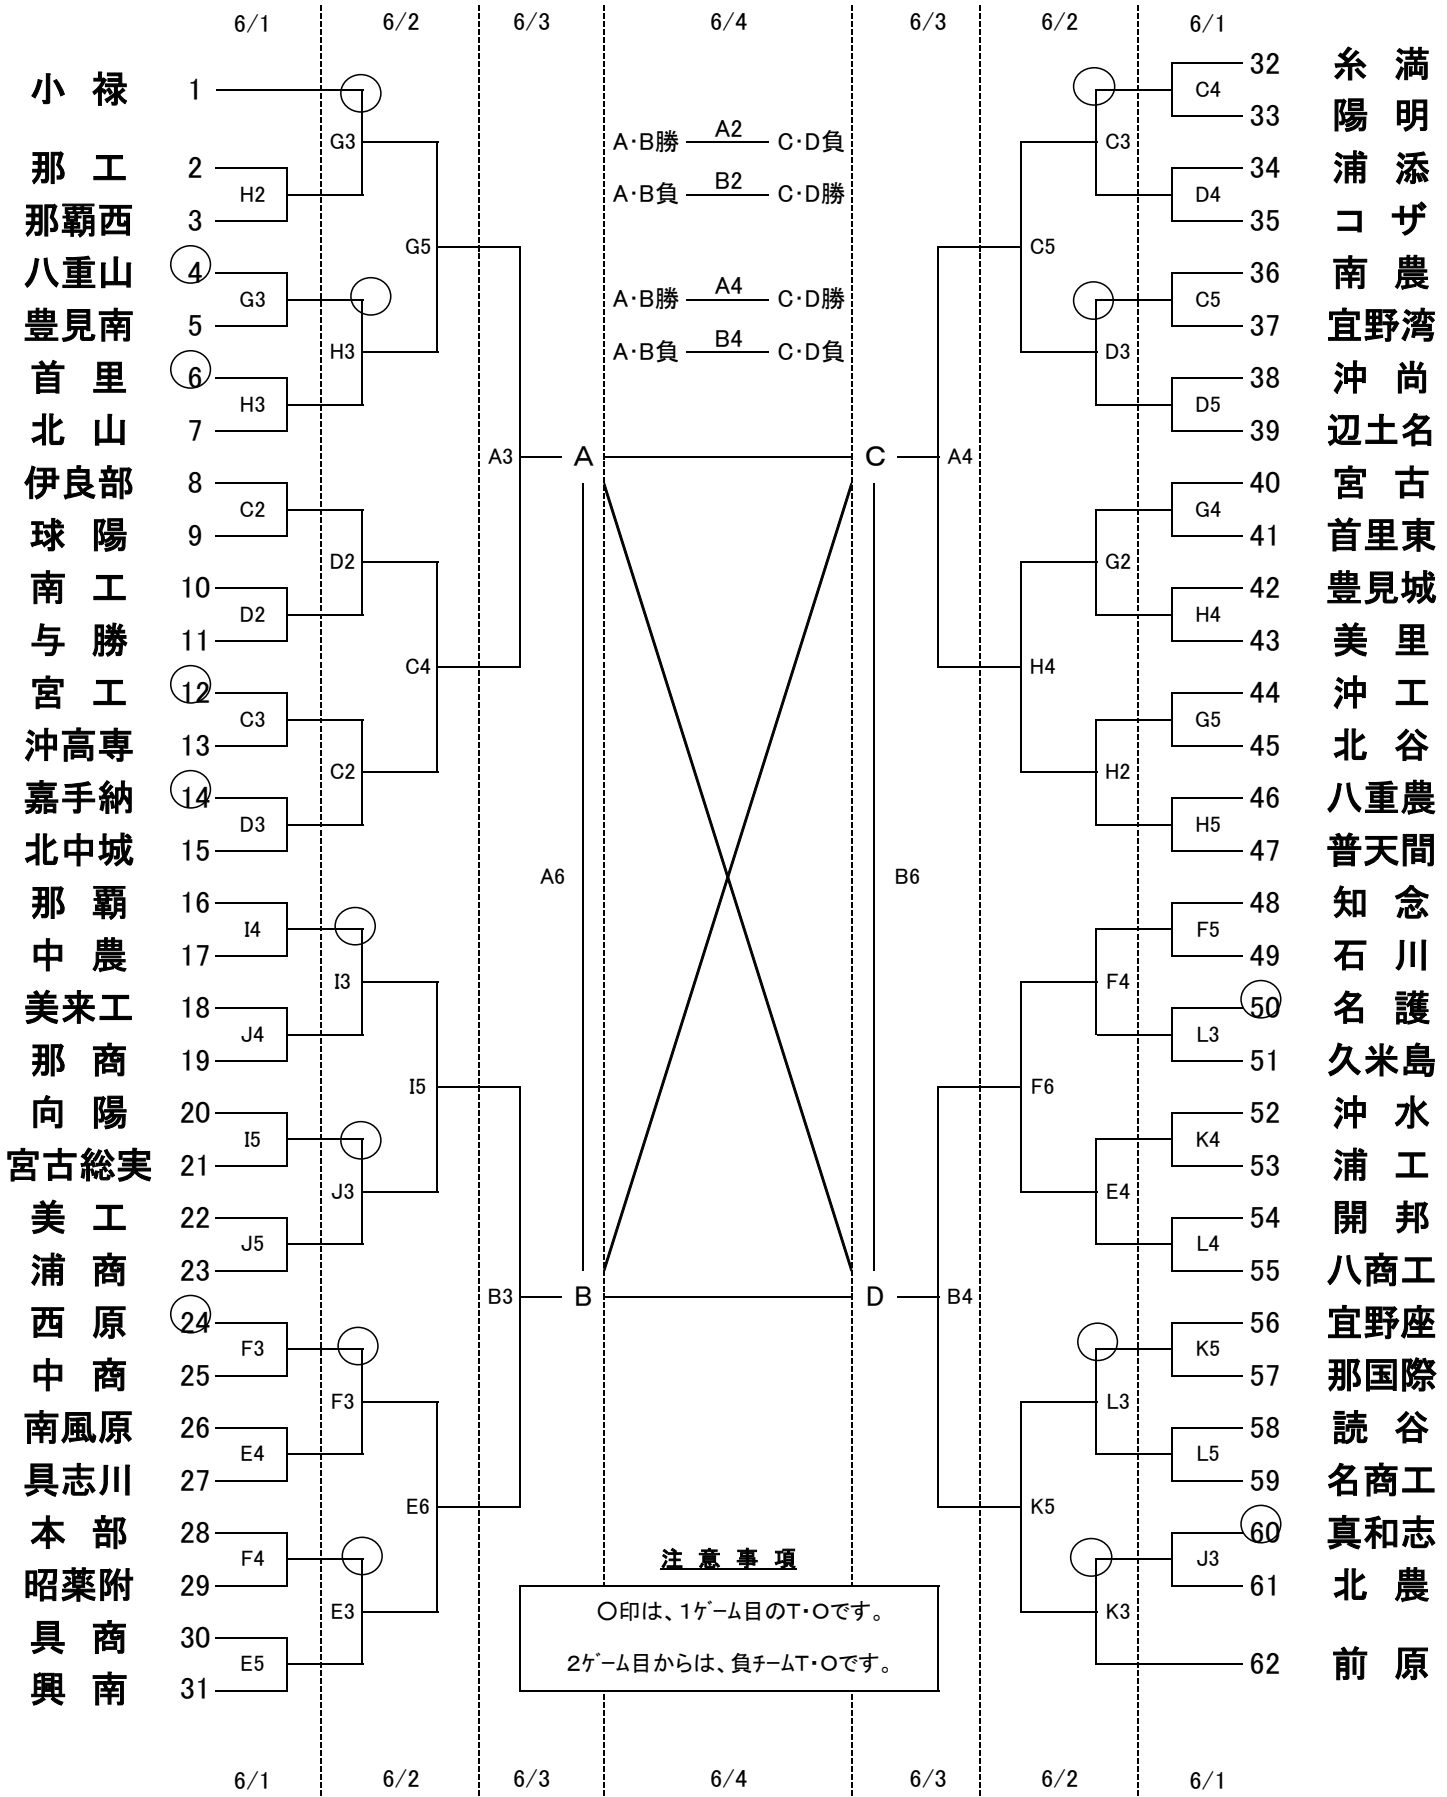 6/1 6/2 6/3 6/4 6/3 6/2 6/1
小 禄 1
那 工 2
H2
那覇西 3
G3
八重山 4
G3
豊見南 5
首 里 6
H3
北 山 7
H3
G5
伊良部 8
C2
球 陽 9
南 工 10
D2
与 勝 11
D2
宮 工 12
C3
沖高専 13
嘉手納 14
D3
北中城 15
C2
C4
A3
那 覇 16
I4
中 農 17
美来工 18
J4
那 商 19
I3
向 陽 20
I5
宮古総実 21
美 工 22
J5
浦 商 23
J3
I5
西 原 24
F3
中 商 25
南風原 26
E4
具志川 27
F3
本 部 28
F4
昭薬附 29
具 商 30
E5
興 南 31
E3
E6
B3
A・B勝 A2 C・D負
A・B負 B2 C・D勝
A・B勝 A4 C・D勝
A・B負 B4 C・D負
A C
A6 B6
B D
32 糸 満
C4
33 陽 明
34 浦 添
D4
35 コ ザ
C3
36 南 農
C5
37 宜野湾
38 沖 尚
D5
39 辺土名
D3
C5
40 宮 古
G4
41 首里東
42 豊見城
H4
43 美 里
G2
44 沖 工
G5
45 北 谷
46 八重農
H5
47 普天間
H2
H4
A4
48 知 念
F5
49 石 川
50 名 護
L3
51 久米島
F4
52 沖 水
K4
53 浦 工
54 開 邦
L4
55 八商工
E4
F6
56 宜野座
K5
57 那国際
58 読 谷
L5
59 名商工
L3
60 真和志
J3
61 北 農
62 前 原
K3
K5
B4
注 意 事 項
○印は、1ゲーム目のT・Oです。
2ゲーム目からは、負チームT・Oです。
6/1 6/2 6/3 6/4 6/3 6/2 6/1